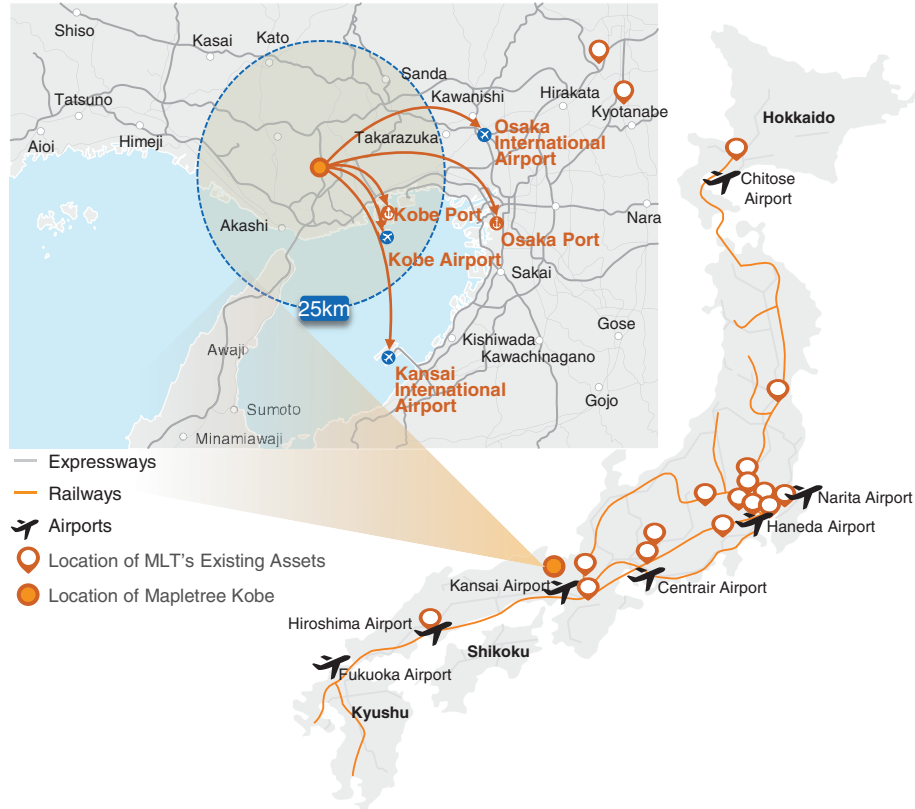 Shiso
Kasai
Kato
Sanda
Kawanishi
Hirakata
Kyotanabe
Tatsuno
Himeji
Aioi
Takarazuka
Osaka
International
Airport
Kobe Port
Akashi
Nara
Osaka Port
Kobe Airport
Sakai
25km
Gose
Kishiwada
Kawachinagano
Awaji
Kansai
International
Airport
Gojo
Sumoto
Minamiawaji
Expressways
Railways
Airports
Location of MLT's Existing Assets
Location of Mapletree Kobe
Hokkaido
Chitose
Airport
Narita Airport
Haneda Airport
Kansai Airport
Centrair Airport
Hiroshima Airport
Shikoku
Fukuoka Airport
Kyushu